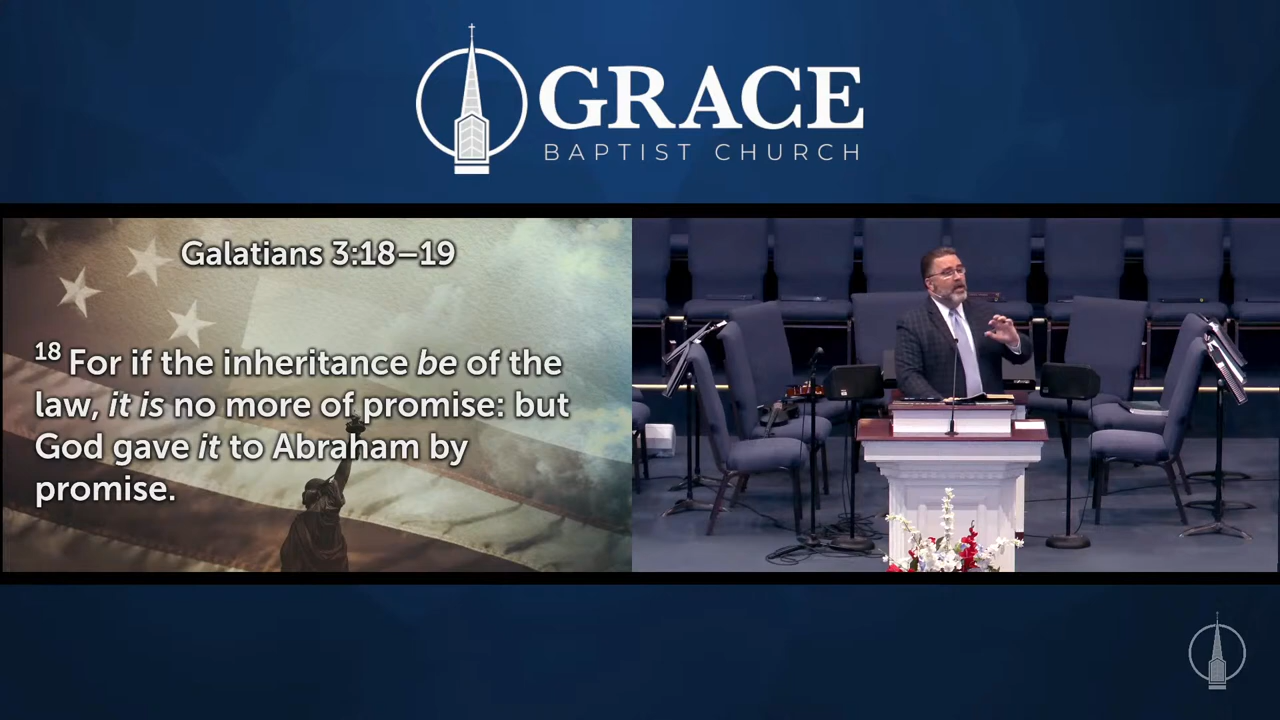 GRACE
BAPTIST CHURCH
Galatians 3:18–19
18 For if the inheritance be of the
law, it is no more of promise: but
God gave it to Abraham by
promise.